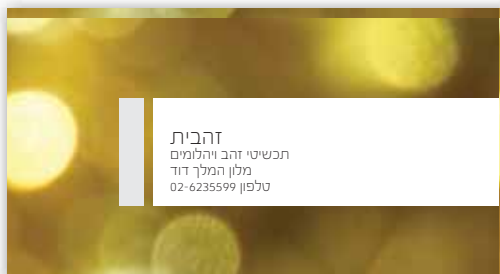 זהבית
תכשיטי זהב ויהלומים
מלון המלך דוד
טלפון 02-6235599